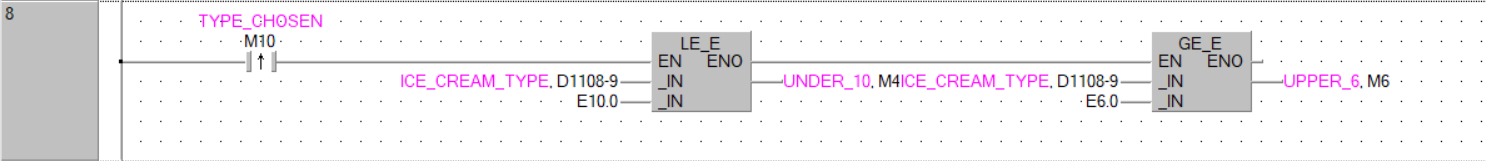 8
TYPE_CHOSEN
M10
LE_E GE_E
EN ENO EN ENO
ICE_CREAM_TYPE, D1108-9 _IN UNDER_10, M4ICE_CREAM_TYPE, D1108-9 _IN UPPER_6, M6
E10.0 _IN E6.0 _IN